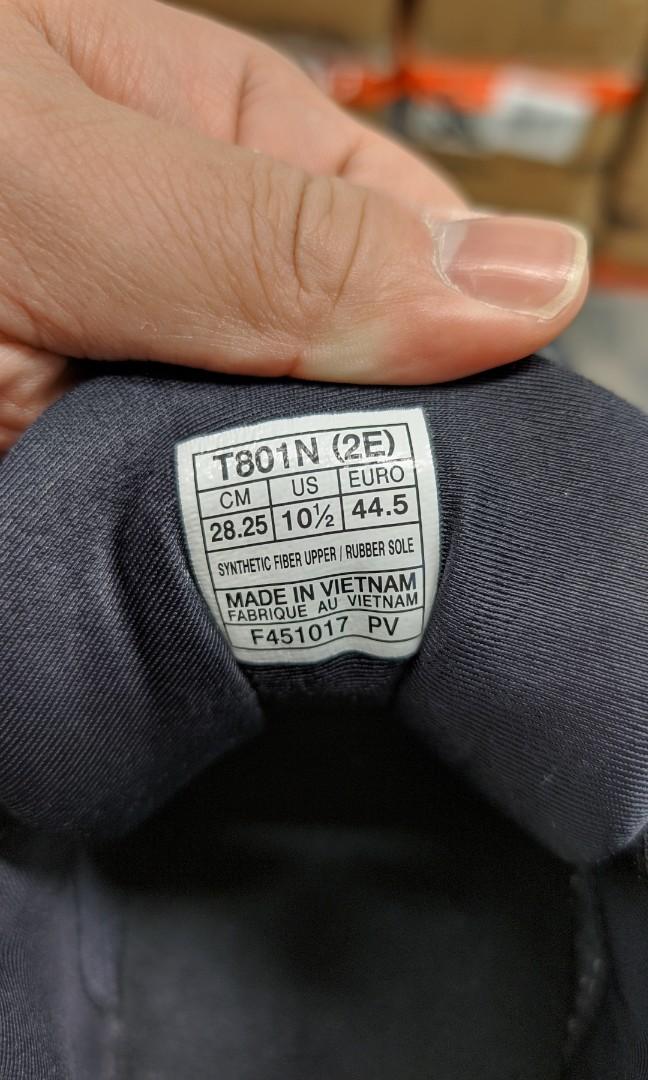 T801N (2E)
CM US EURO
28.25 10½ 44.5
SYNTHETIC FIBER UPPER / RUBBER SOLE
MADE IN VIETNAM
FABRIQUE AU VIETNAM
F451017 PV